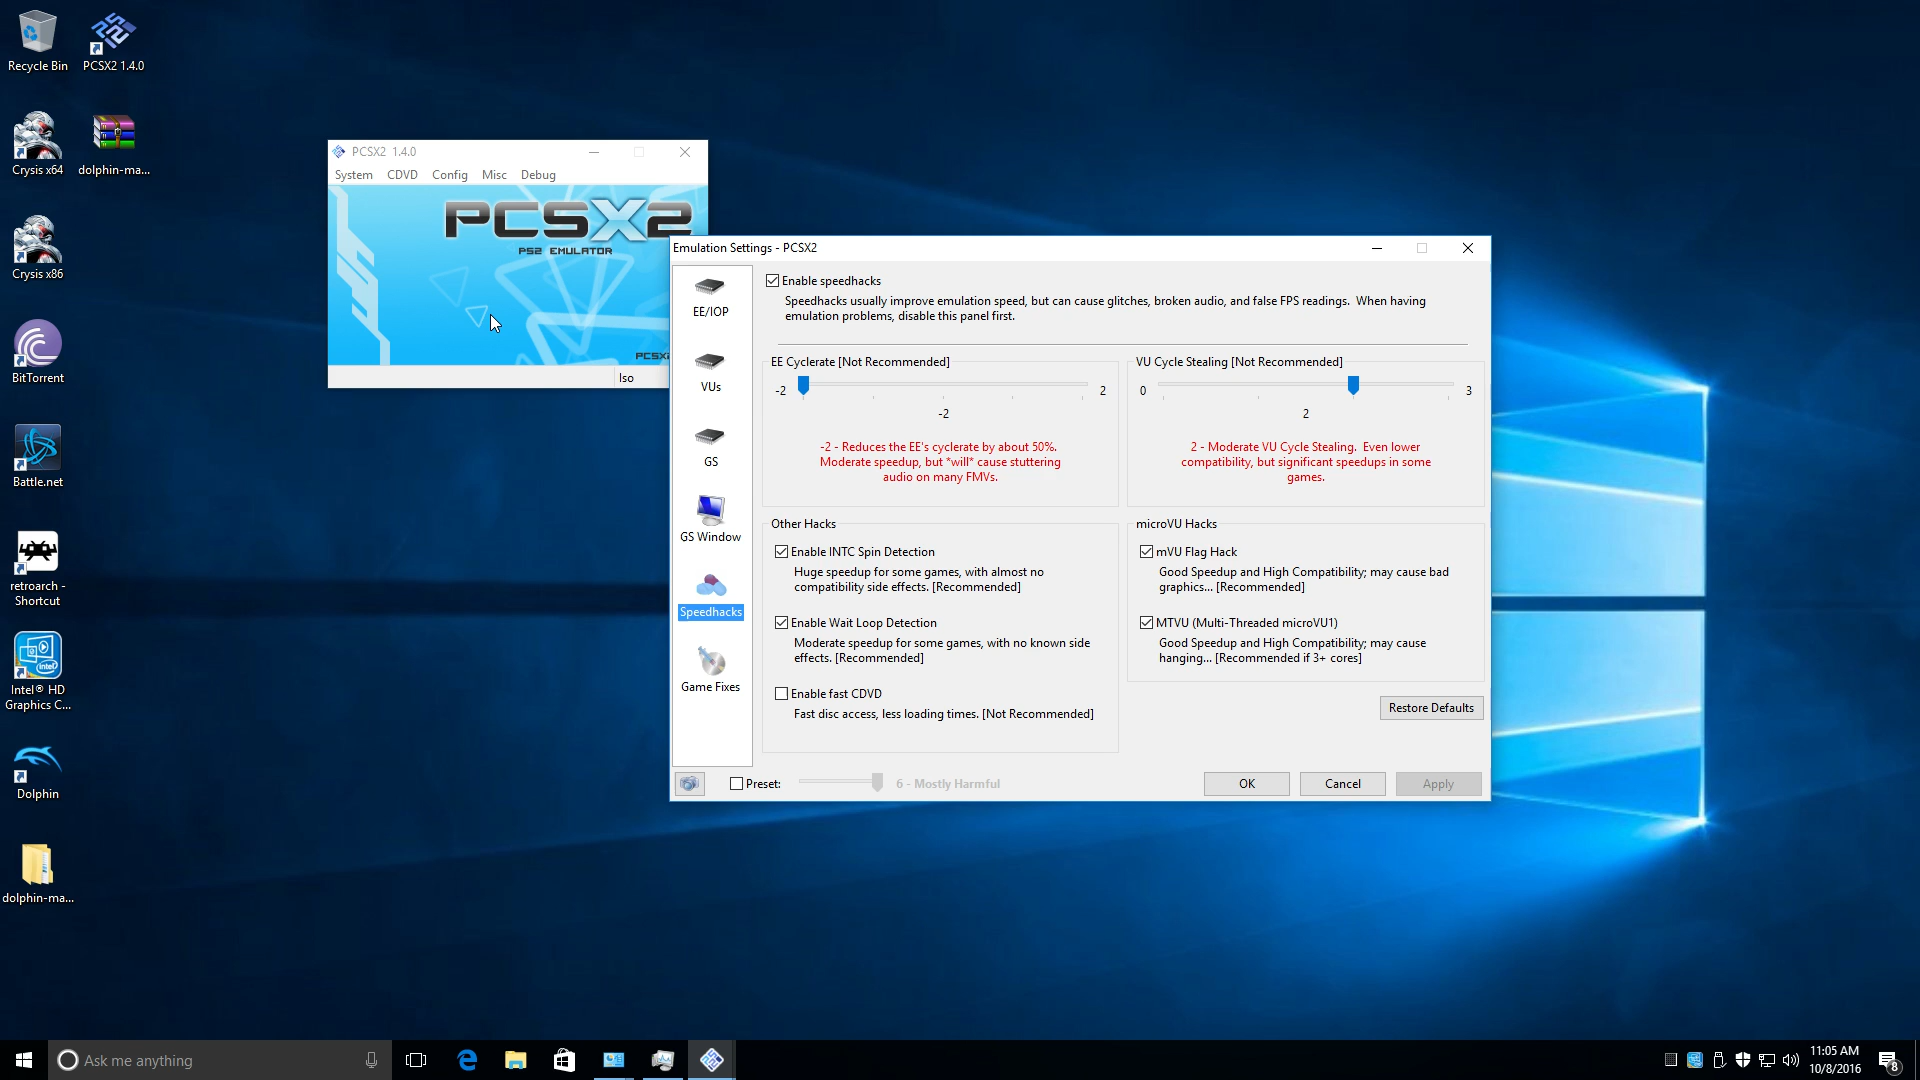 Recycle Bin
PCSX2 1.4.0
Crysis x64
dolphin-ma...
Crysis x86
BitTorrent
Battle.net
retroarch -
Shortcut
Intel® HD
Graphics C...
Dolphin
dolphin-ma...
PCSX2 1.4.0
System CDVD Config Misc Debug
PCSX2
PS2 EMULATOR
Iso
Emulation Settings - PCSX2
EE/IOP
VUs
GS
GS Window
Speedhacks
Game Fixes
Enable speedhacks
Speedhacks usually improve emulation speed, but can cause glitches, broken audio, and false FPS readings. When having
emulation problems, disable this panel first.
EE Cyclerate [Not Recommended]
-2 2
-2
-2 - Reduces the EE's cyclerate by about 50%.
Moderate speedup, but *will* cause stuttering
audio on many FMVs.
VU Cycle Stealing [Not Recommended]
0 3
2
2 - Moderate VU Cycle Stealing. Even lower
compatibility, but significant speedups in some
games.
Other Hacks
Enable INTC Spin Detection
Huge speedup for some games, with almost no
compatibility side effects. [Recommended]
Enable Wait Loop Detection
Moderate speedup for some games, with no known side
effects. [Recommended]
Enable fast CDVD
Fast disc access, less loading times. [Not Recommended]
microVU Hacks
mVU Flag Hack
Good Speedup and High Compatibility; may cause bad
graphics... [Recommended]
MTVU (Multi-Threaded microVU1)
Good Speedup and High Compatibility; may cause
hanging... [Recommended if 3+ cores]
Restore Defaults
Preset: 6 - Mostly Harmful
OK Cancel Apply
Ask me anything
11:05 AM
10/8/2016
8